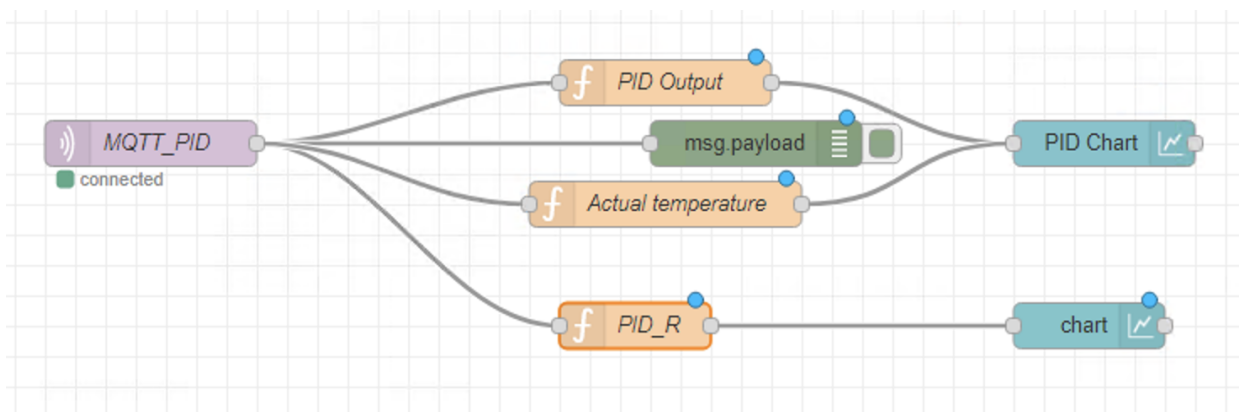 PID Output
MQTT_PID
msg.payload
PID Chart
connected
Actual temperature
PID_R
chart